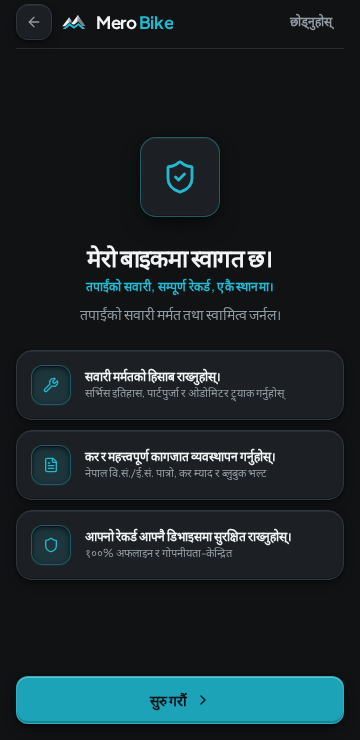 Mero Bike
छोड्नुहोस्
मेरो बाइकमा स्वागत छ।
तपाईंको सवारी, सम्पूर्ण रेकर्ड, एकै स्थानमा।
तपाईंको सवारी मर्मत तथा स्वामित्व जर्नल।
सवारी मर्मतको हिसाब राख्नुहोस्।
सर्भिस इतिहास, पार्टपुर्जा र ओडोमिटर ट्र्याक गर्नुहोस्
कर र महत्त्वपूर्ण कागजात व्यवस्थापन गर्नुहोस्।
नेपाल वि.सं./ई.सं. पात्रो, कर म्याद र ब्लुबुक भल्ट
आफ्नो रेकर्ड आफ्नै डिभाइसमा सुरक्षित राख्नुहोस्।
१००% अफलाइन र गोपनीयता-केन्द्रित
सुरु गरौं